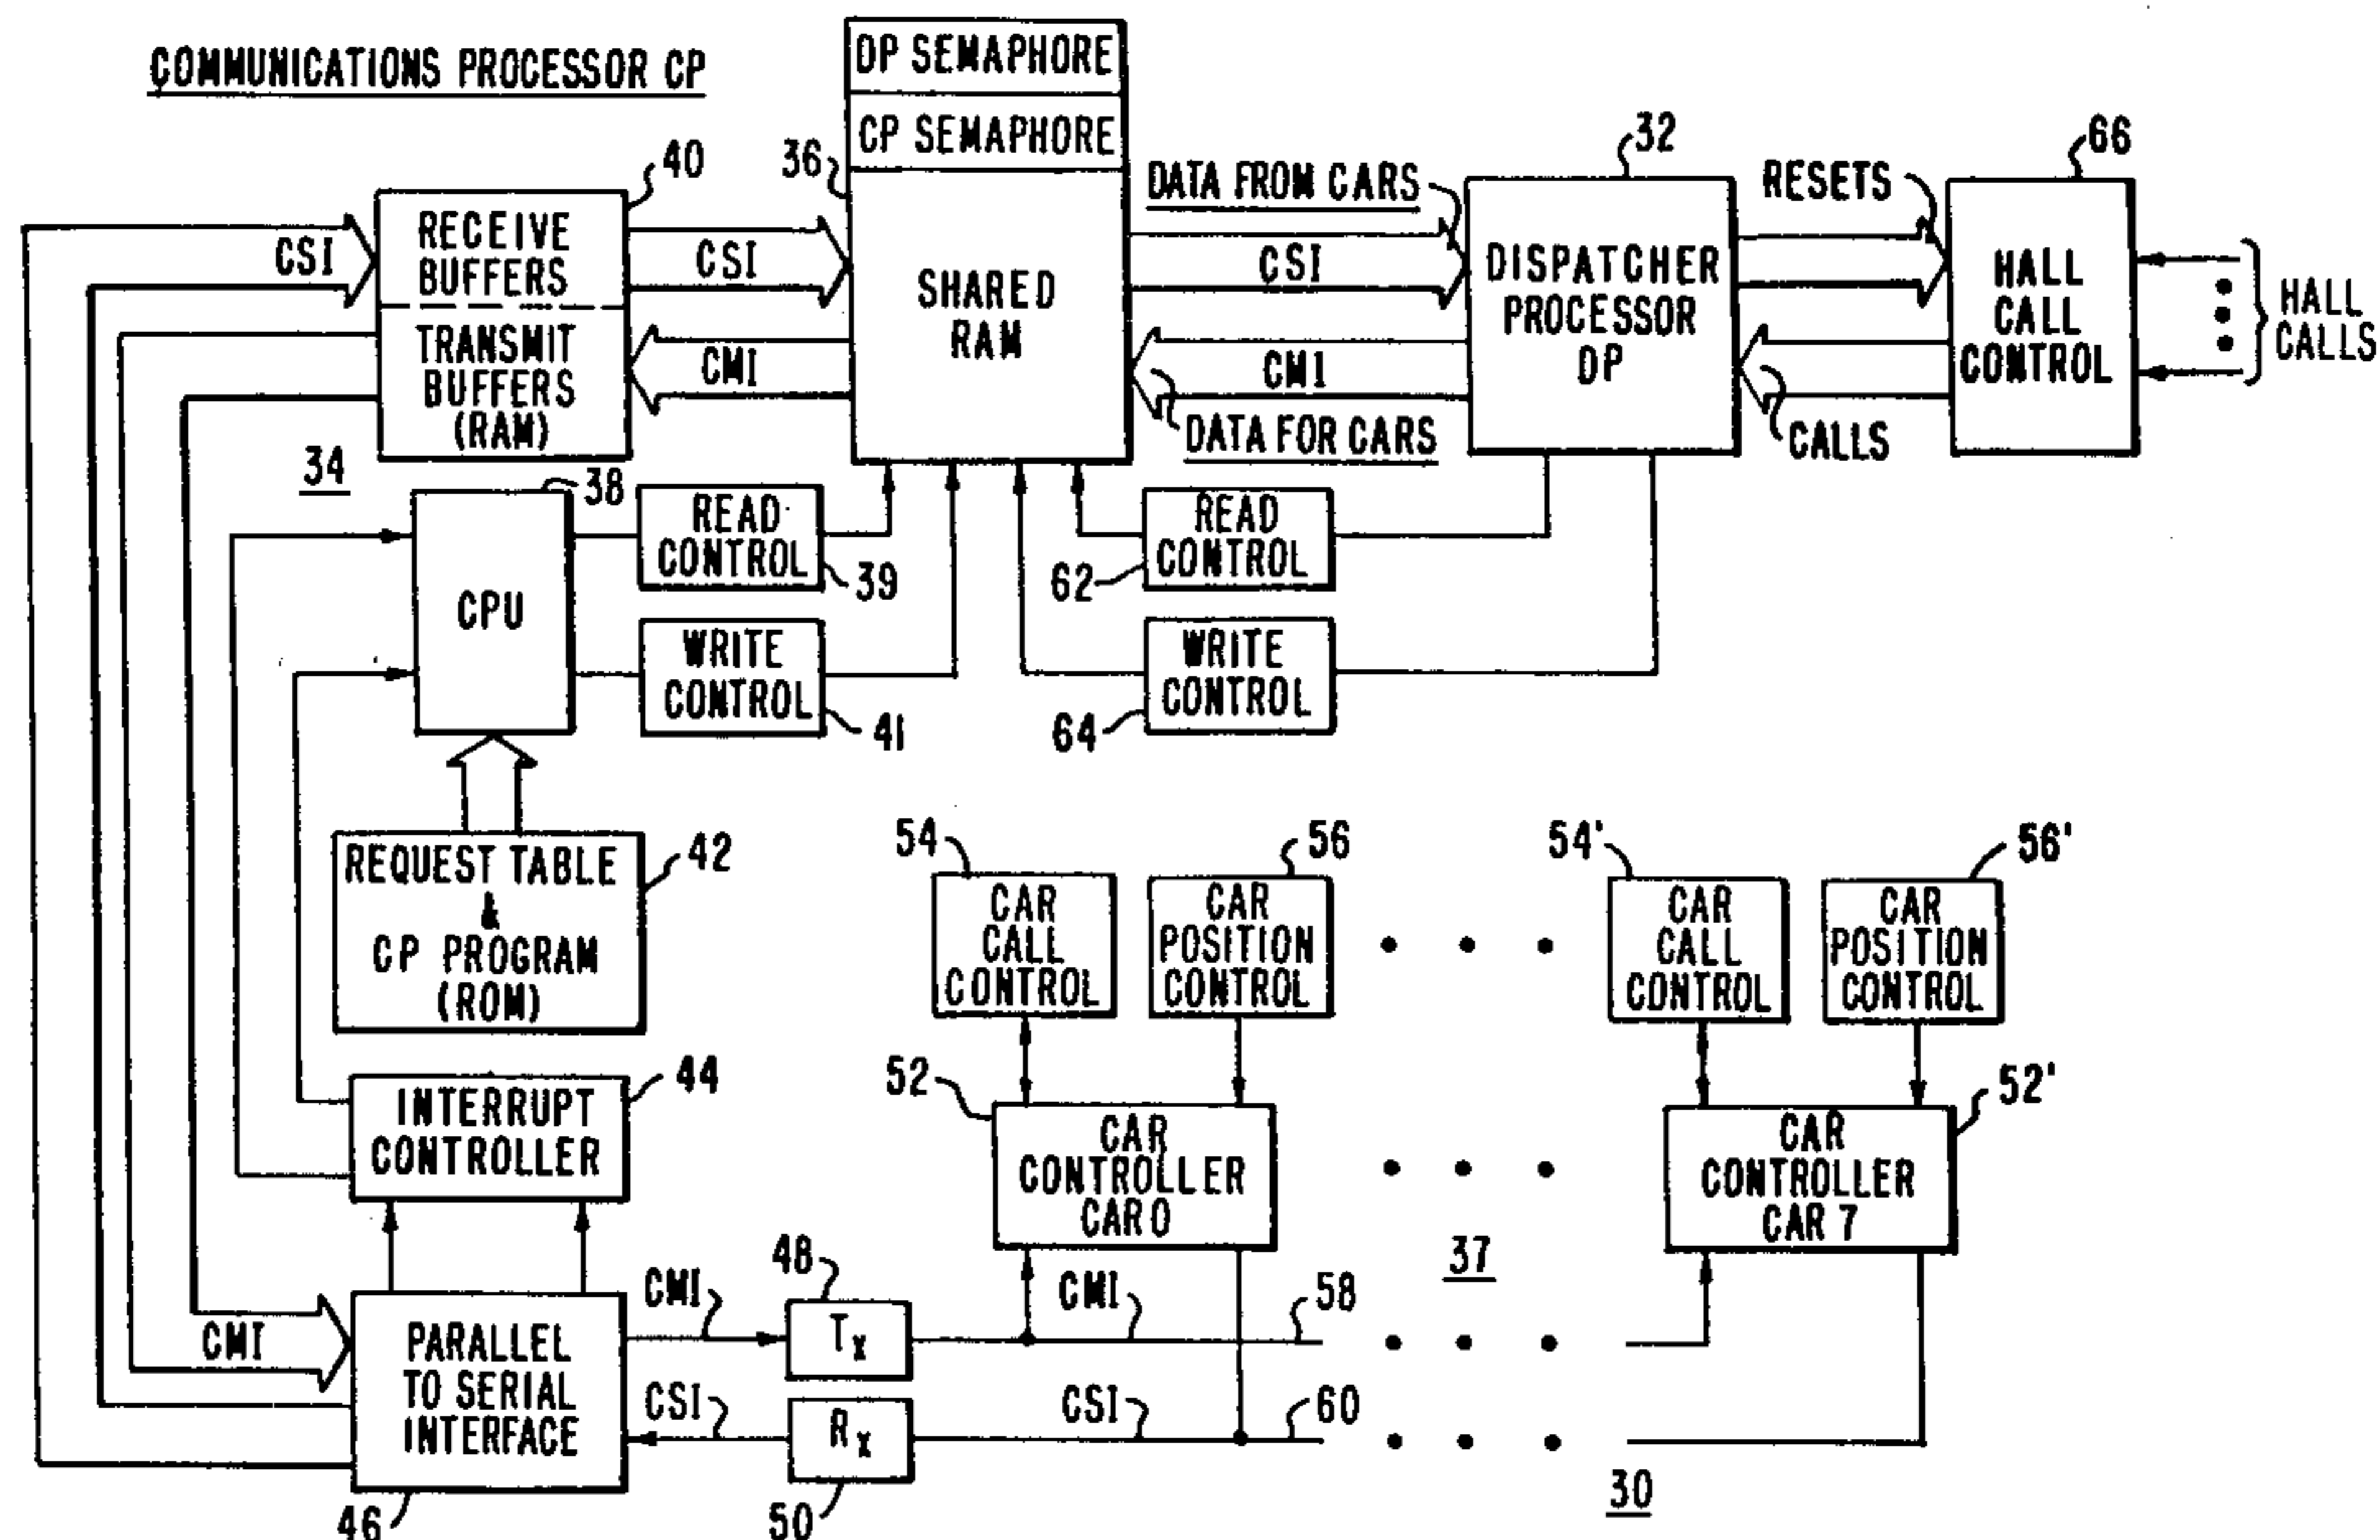 COMMUNICATIONS PROCESSOR CP
DP SEMAPHORE
CP SEMAPHORE
36
SHARED
RAM
40
RECEIVE
BUFFERS
TRANSMIT
BUFFERS
(RAM)
CSI
CSI
CMI
DATA FROM CARS
CSI
CMI
DATA FOR CARS
32
DISPATCHER
PROCESSOR
DP
RESETS
CALLS
66
HALL
CALL
CONTROL
HALL
CALLS
34
38
CPU
READ
CONTROL
39
WRITE
CONTROL
41
READ
CONTROL
62
WRITE
CONTROL
64
REQUEST TABLE
&
CP PROGRAM
(ROM)
42
INTERRUPT
CONTROLLER
44
CMI
PARALLEL
TO SERIAL
INTERFACE
46
CMI
48
Tx
CSI
Rx
50
54
CAR
CALL
CONTROL
56
CAR
POSITION
CONTROL
52
CAR
CONTROLLER
CAR 0
CMI
58
CSI
60
37
54'
CAR
CALL
CONTROL
56'
CAR
POSITION
CONTROL
52'
CAR
CONTROLLER
CAR 7
30